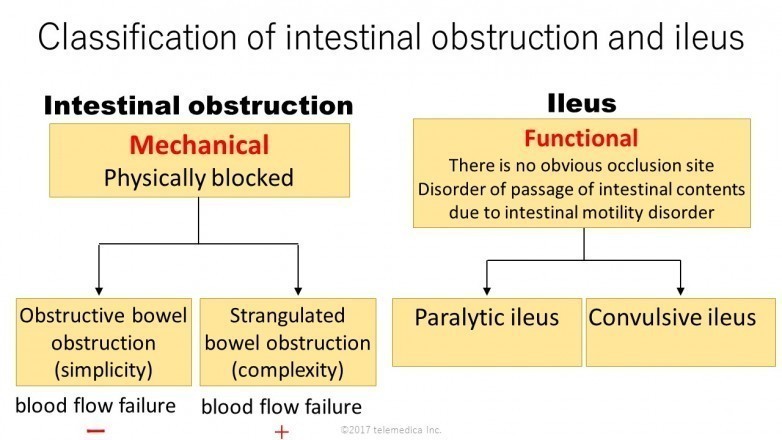 Classification of intestinal obstruction and ileus
Intestinal obstruction
Mechanical
Physically blocked
Obstructive bowel
obstruction
(simplicity)
blood flow failure
−
Strangulated
bowel obstruction
(complexity)
blood flow failure
+
Ileus
Functional
There is no obvious occlusion site
Disorder of passage of intestinal contents
due to intestinal motility disorder
Paralytic ileus
Convulsive ileus
©2017 telemedica Inc.